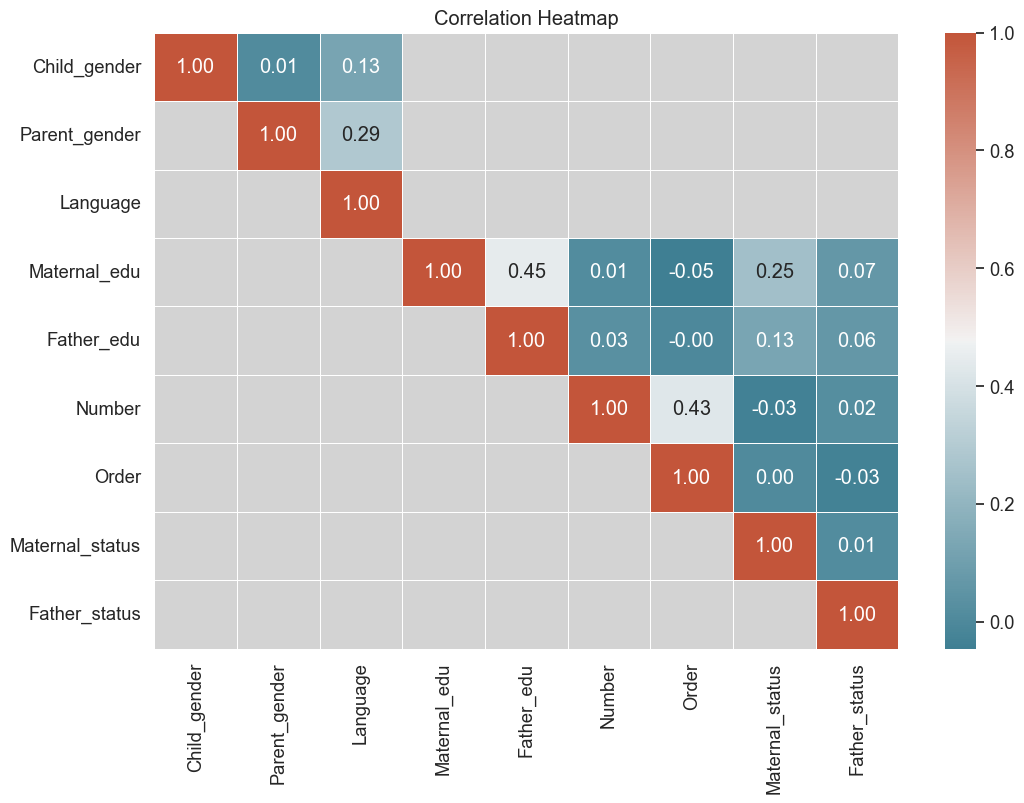 Correlation Heatmap
Child_gender 1.00 0.01 0.13
Parent_gender 1.00 0.29
Language 1.00
Maternal_edu 1.00 0.45 0.01 -0.05 0.25 0.07
Father_edu 1.00 0.03 -0.00 0.13 0.06
Number 1.00 0.43 -0.03 0.02
Order 1.00 0.00 -0.03
Maternal_status 1.00 0.01
Father_status 1.00
Child_gender
Parent_gender
Language
Maternal_edu
Father_edu
Number
Order
Maternal_status
Father_status
1.0
0.8
0.6
0.4
0.2
0.0